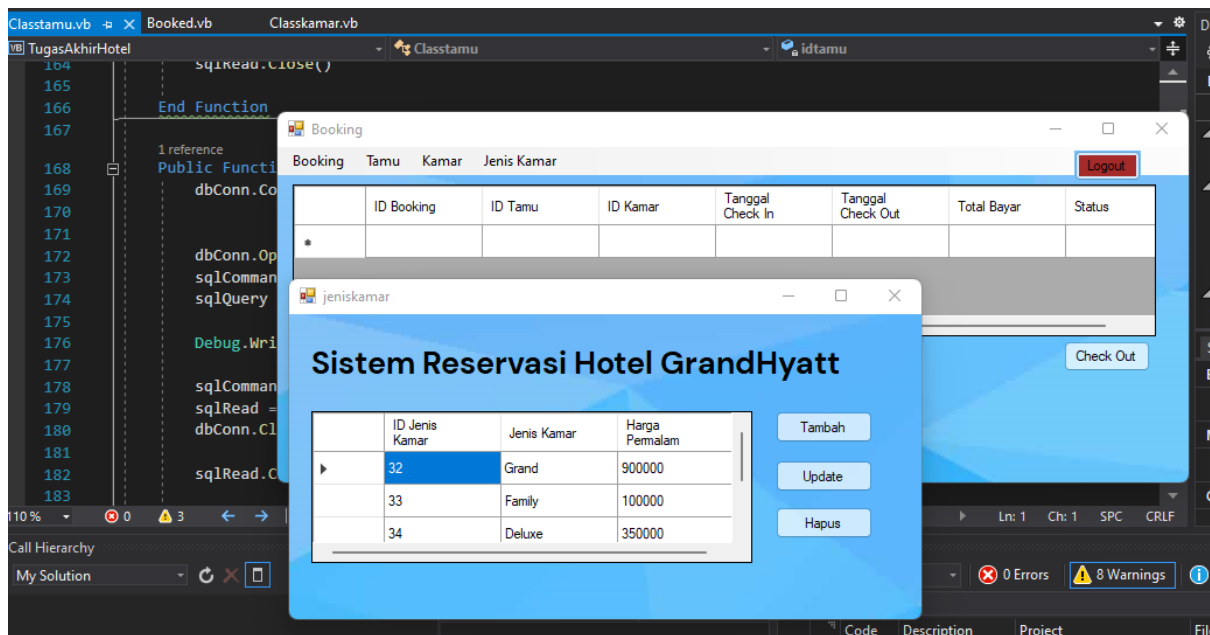 Classtamu.vb Booked.vb Classkamar.vb
VB TugasAkhirHotel Classtamu idtamu
164 sqlRead.Close()
165
166 End Function
167
1 reference
168 Public Functi
169 dbConn.Co
170
171
172 dbConn.Op
173 sqlComman
174 sqlQuery
175
176 Debug.Wri
177
178 sqlComman
179 sqlRead =
180 dbConn.Cl
181
182 sqlRead.C
183
Booking
Booking Tamu Kamar Jenis Kamar Logout
ID Booking ID Tamu ID Kamar Tanggal Check In Tanggal Check Out Total Bayar Status
Check Out
jeniskamar
Sistem Reservasi Hotel GrandHyatt
ID Jenis Kamar Jenis Kamar Harga Permalam
32 Grand 900000
33 Family 100000
34 Deluxe 350000
Tambah
Update
Hapus
110 % 0 3 Ln: 1 Ch: 1 SPC CRLF
Call Hierarchy
My Solution 0 Errors 8 Warnings
Code Description Project